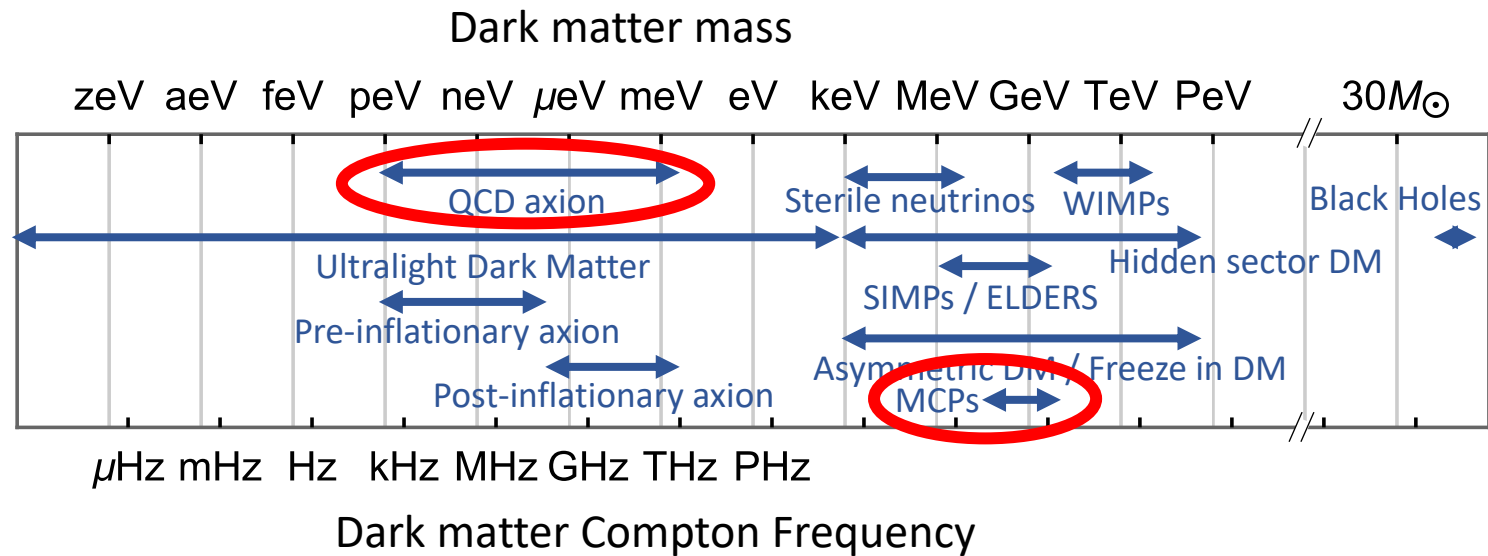 Dark matter mass
zeV aeV feV peV neV µeV meV eV keV MeV GeV TeV PeV 30M⊙
QCD axion
Sterile neutrinos
WIMPs
Black Holes
Ultralight Dark Matter
Hidden sector DM
SIMPs / ELDERS
Pre-inflationary axion
Asymmetric DM / Freeze in DM
Post-inflationary axion
MCPs
µHz mHz Hz kHz MHz GHz THz PHz
Dark matter Compton Frequency